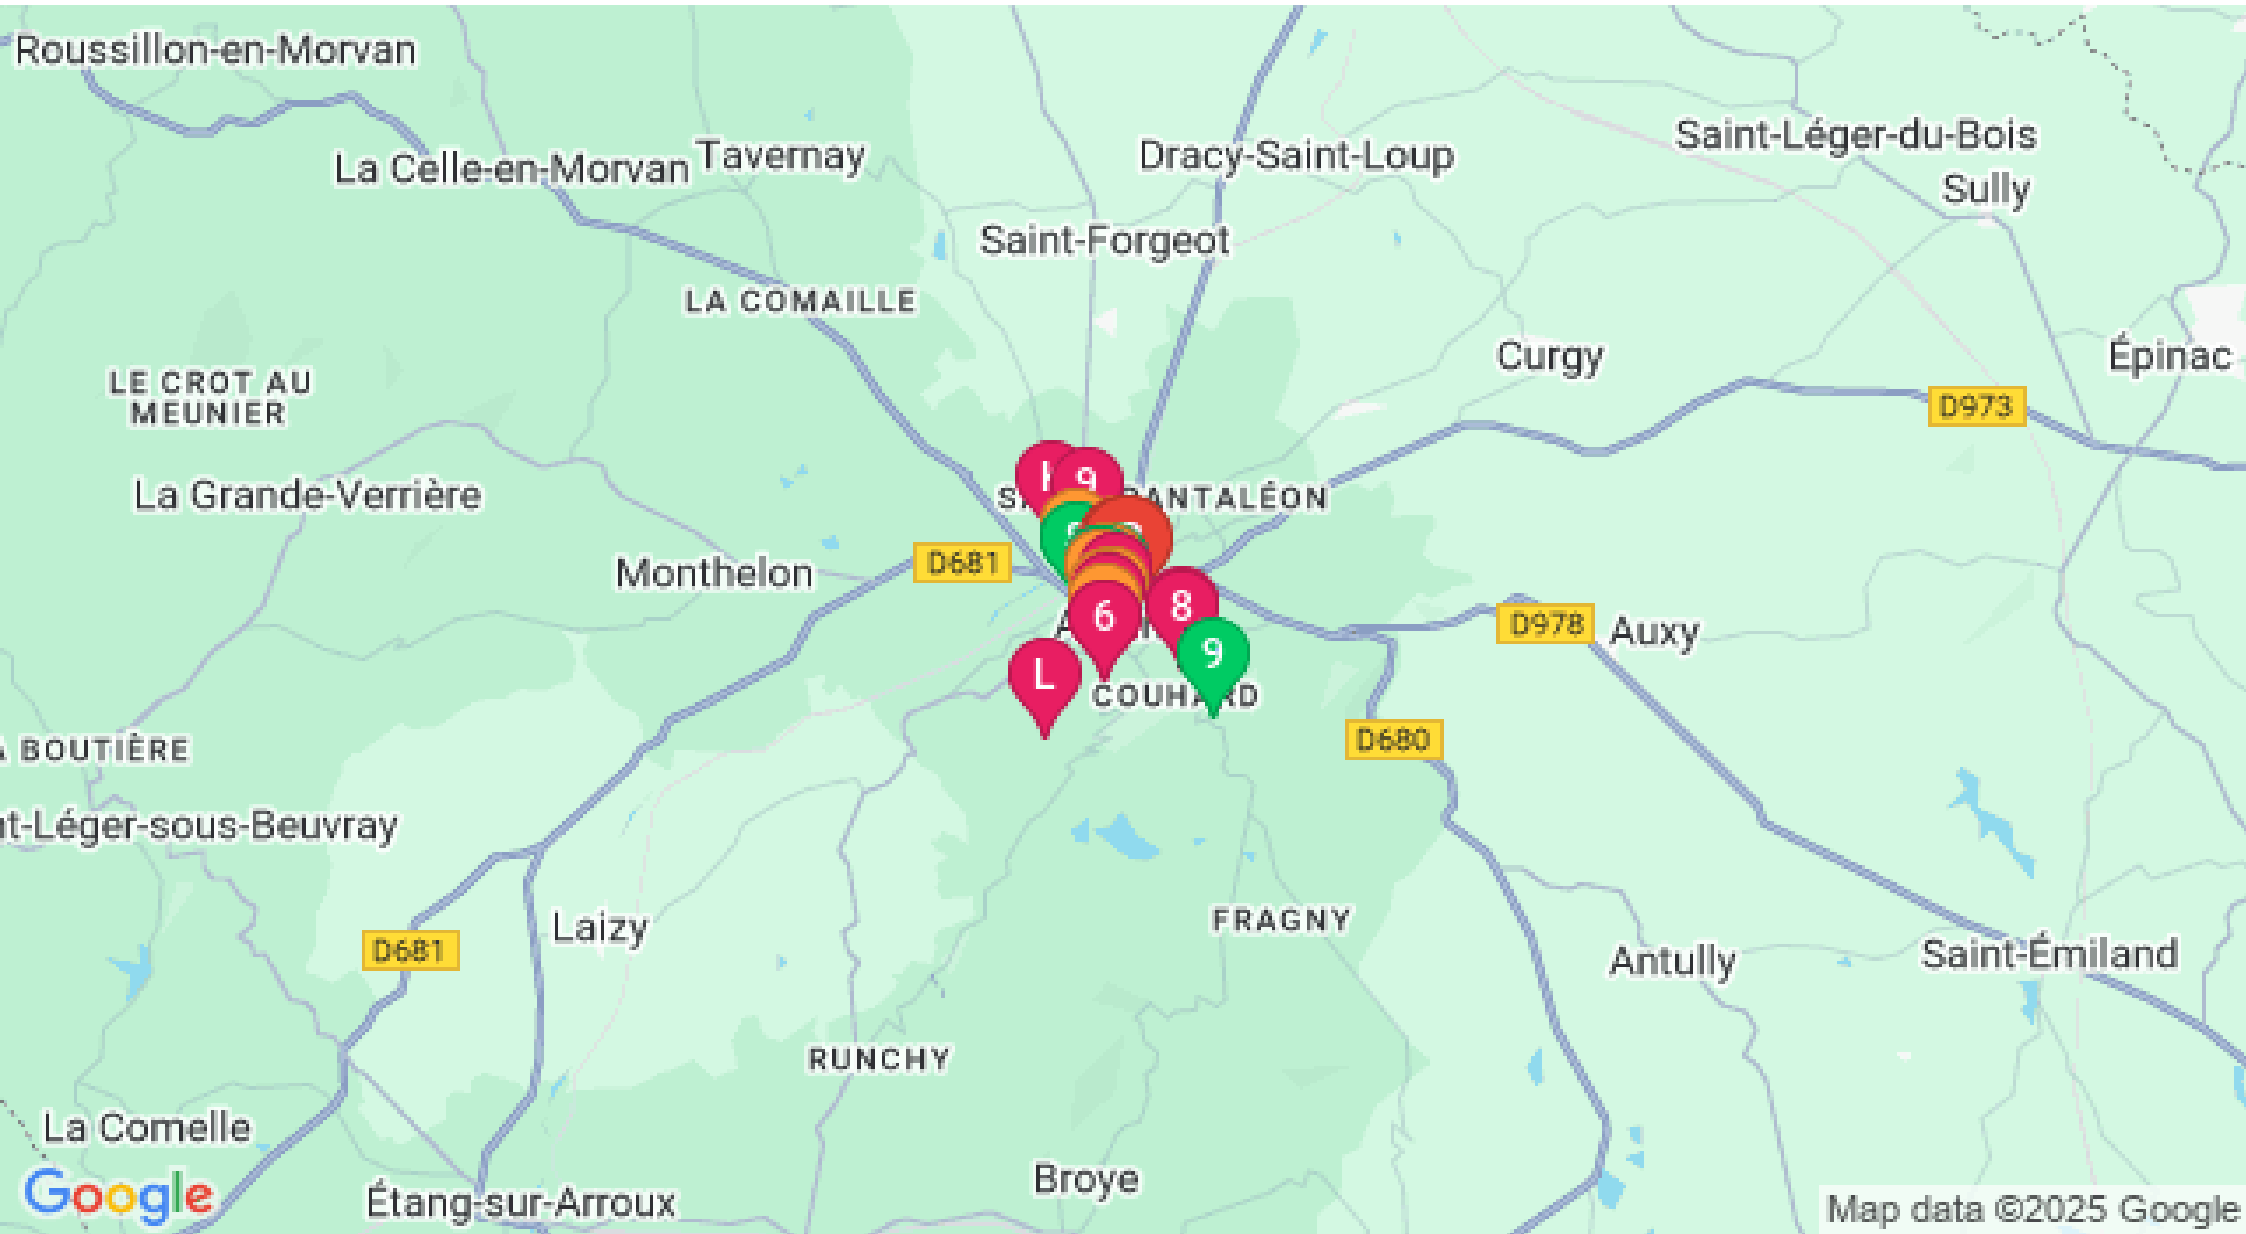 Roussillon-en-Morvan
La Celle-en-Morvan
Tavernay
Dracy-Saint-Loup
Saint-Léger-du-Bois
Sully
Saint-Forgeot
LA COMAILLE
Curgy
Épinac
LE CROT AU
MEUNIER
D973
La Grande-Verrière
9
PANTALÉON
D681
Monthelon
6
8
D978
Auxy
9
L
COUHARD
D680
BOUTIÈRE
t-Léger-sous-Beuvray
Laizy
D681
FRAGNY
Antully
Saint-Émiland
RUNCHY
La Comelle
Broye
Google
Étang-sur-Arroux
Map data ©2025 Google